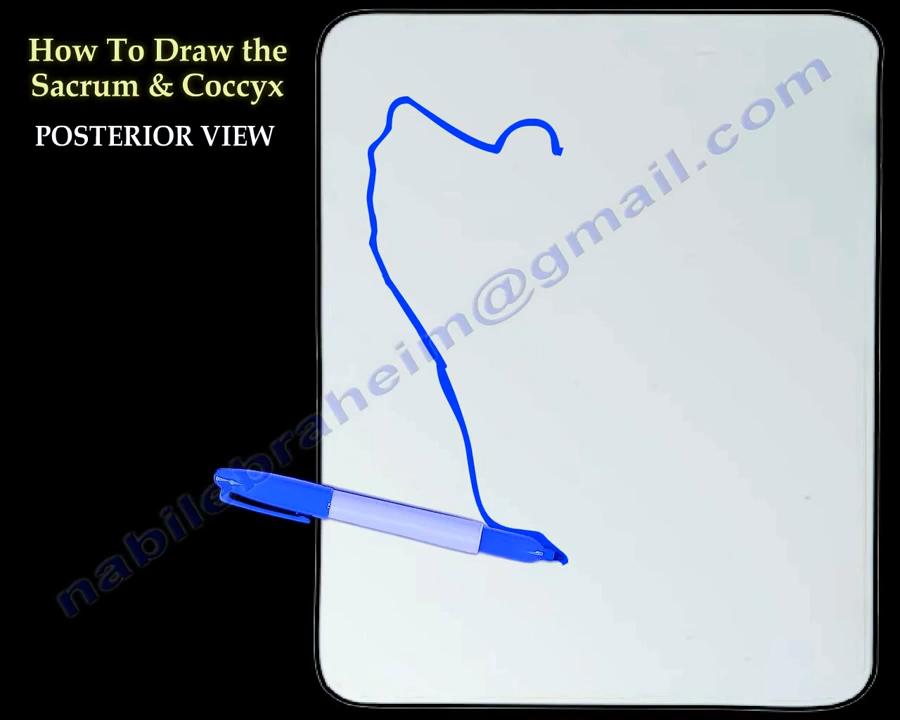 How To Draw the
Sacrum & Coccyx
POSTERIOR VIEW
nabilebraheim@gmail.com